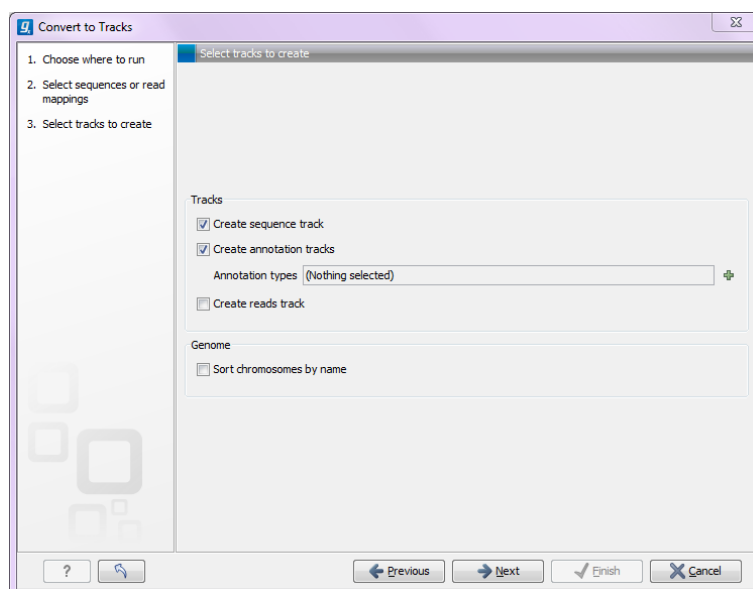 Convert to Tracks
1. Choose where to run
2. Select sequences or read
mappings
3. Select tracks to create
Select tracks to create
Tracks
Create sequence track
Create annotation tracks
Annotation types (Nothing selected)
Create reads track
Genome
Sort chromosomes by name
? Previous Next Finish Cancel